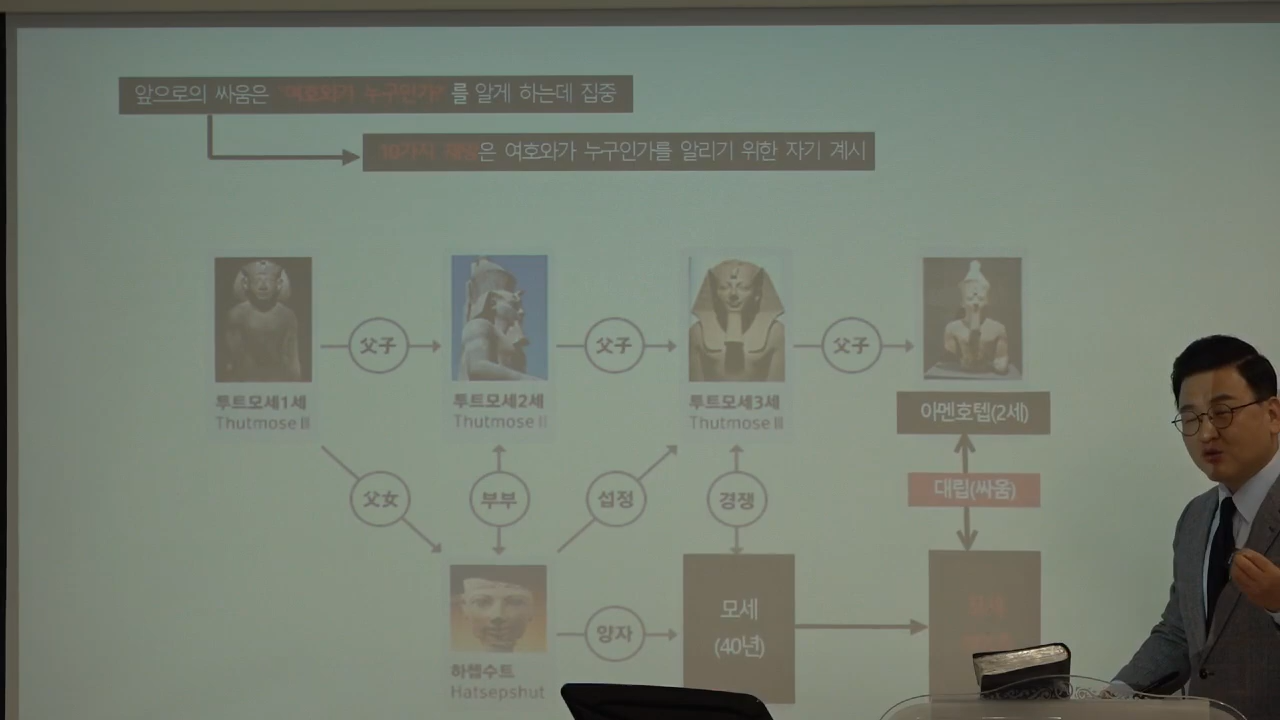 앞으로의 싸움은 "여호와가 누구인가"를 알게 하는데 집중
10가지 재앙은 여호와가 누구인가를 알리기 위한 자기 계시
父子
父子
父子
투트모세1세
Thutmose II
투트모세2세
Thutmose II
투트모세3세
Thutmose III
아멘호텝(2세)
父女
부부
섭정
경쟁
대립(싸움)
하쳅수트
Hatsepshut
양자
모세
(40년)
모세